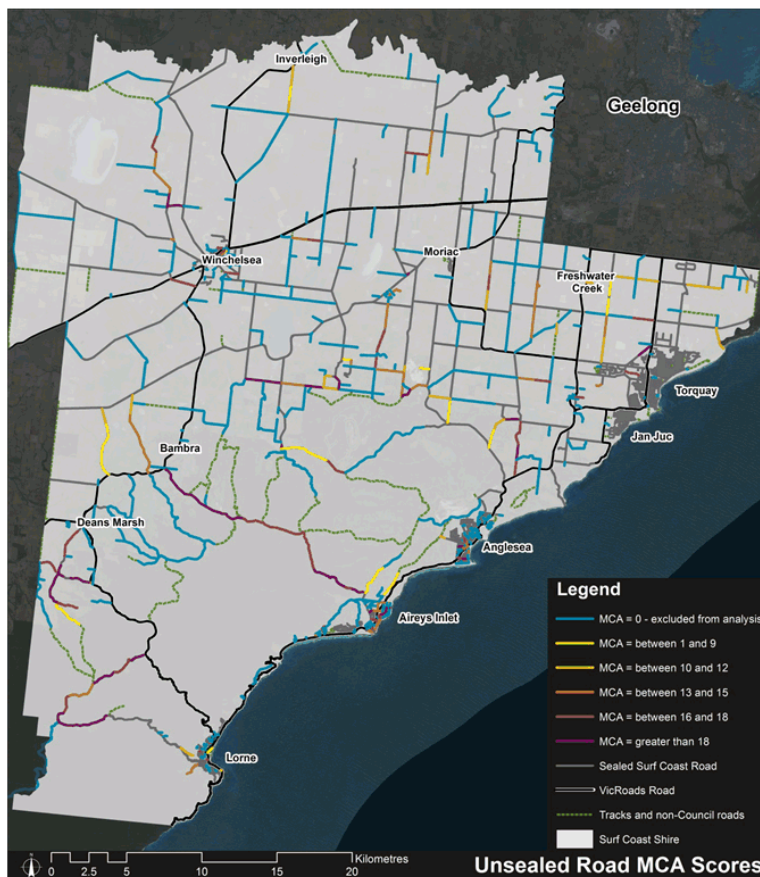 Inverleigh
Geelong
Winchelsea
Moriac
Freshwater
Creek
Torquay
Jan Juc
Bambra
Deans Marsh
Anglesea
Aireys Inlet
Lorne
Legend
MCA = 0 - excluded from analysis
MCA = between 1 and 9
MCA = between 10 and 12
MCA = between 13 and 15
MCA = between 16 and 18
MCA = greater than 18
Sealed Surf Coast Road
VicRoads Road
Tracks and non-Council roads
Surf Coast Shire
Kilometres
0 2.5 5 10 15 20
Unsealed Road MCA Scores